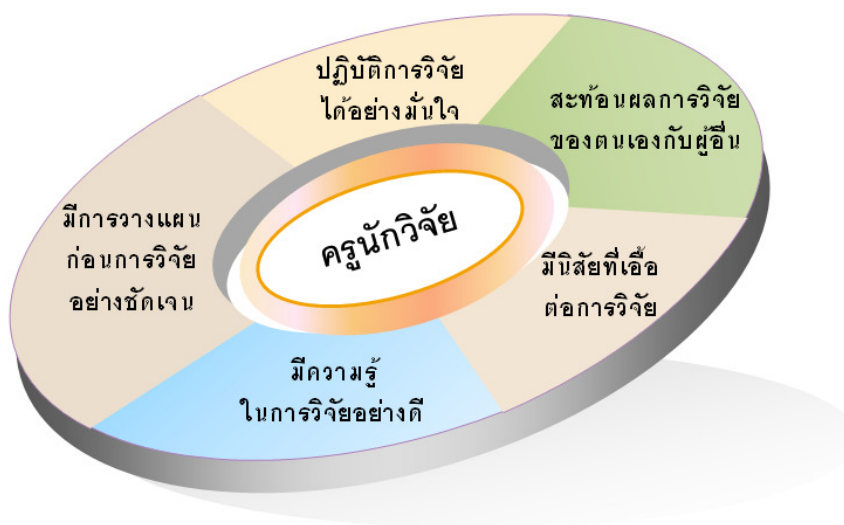 ปฏิบัติการวิจัย
ได้อย่างมั่นใจ
สะท้อนผลการวิจัย
ของตนเองกับผู้อื่น
มีการวางแผน
ก่อนการวิจัย
อย่างชัดเจน
ครูนักวิจัย
มีนิสัยที่เอื้อ
ต่อการวิจัย
มีความรู้
ในการวิจัยอย่างดี